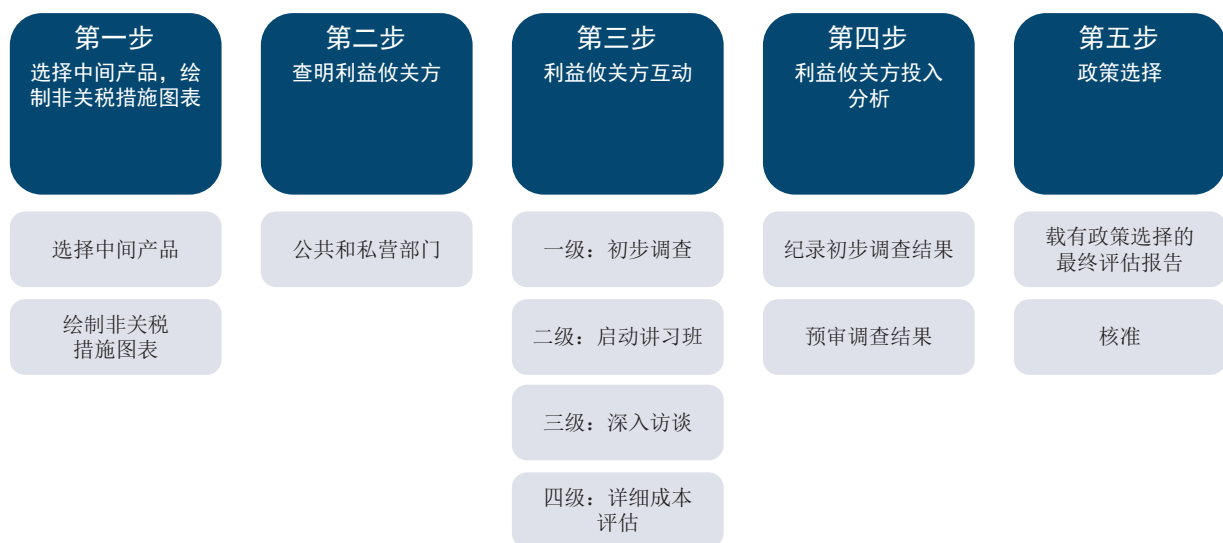 第一步
选择中间产品，绘
制非关税措施图表
选择中间产品
绘制非关税
措施图表
第二步
查明利益攸关方
公共和私营部门
第三步
利益攸关方互动
一级：初步调查
二级：启动讲习班
三级：深入访谈
四级：详细成本
评估
第四步
利益攸关方投入
分析
纪录初步调查结果
预审调查结果
第五步
政策选择
载有政策选择的
最终评估报告
核准